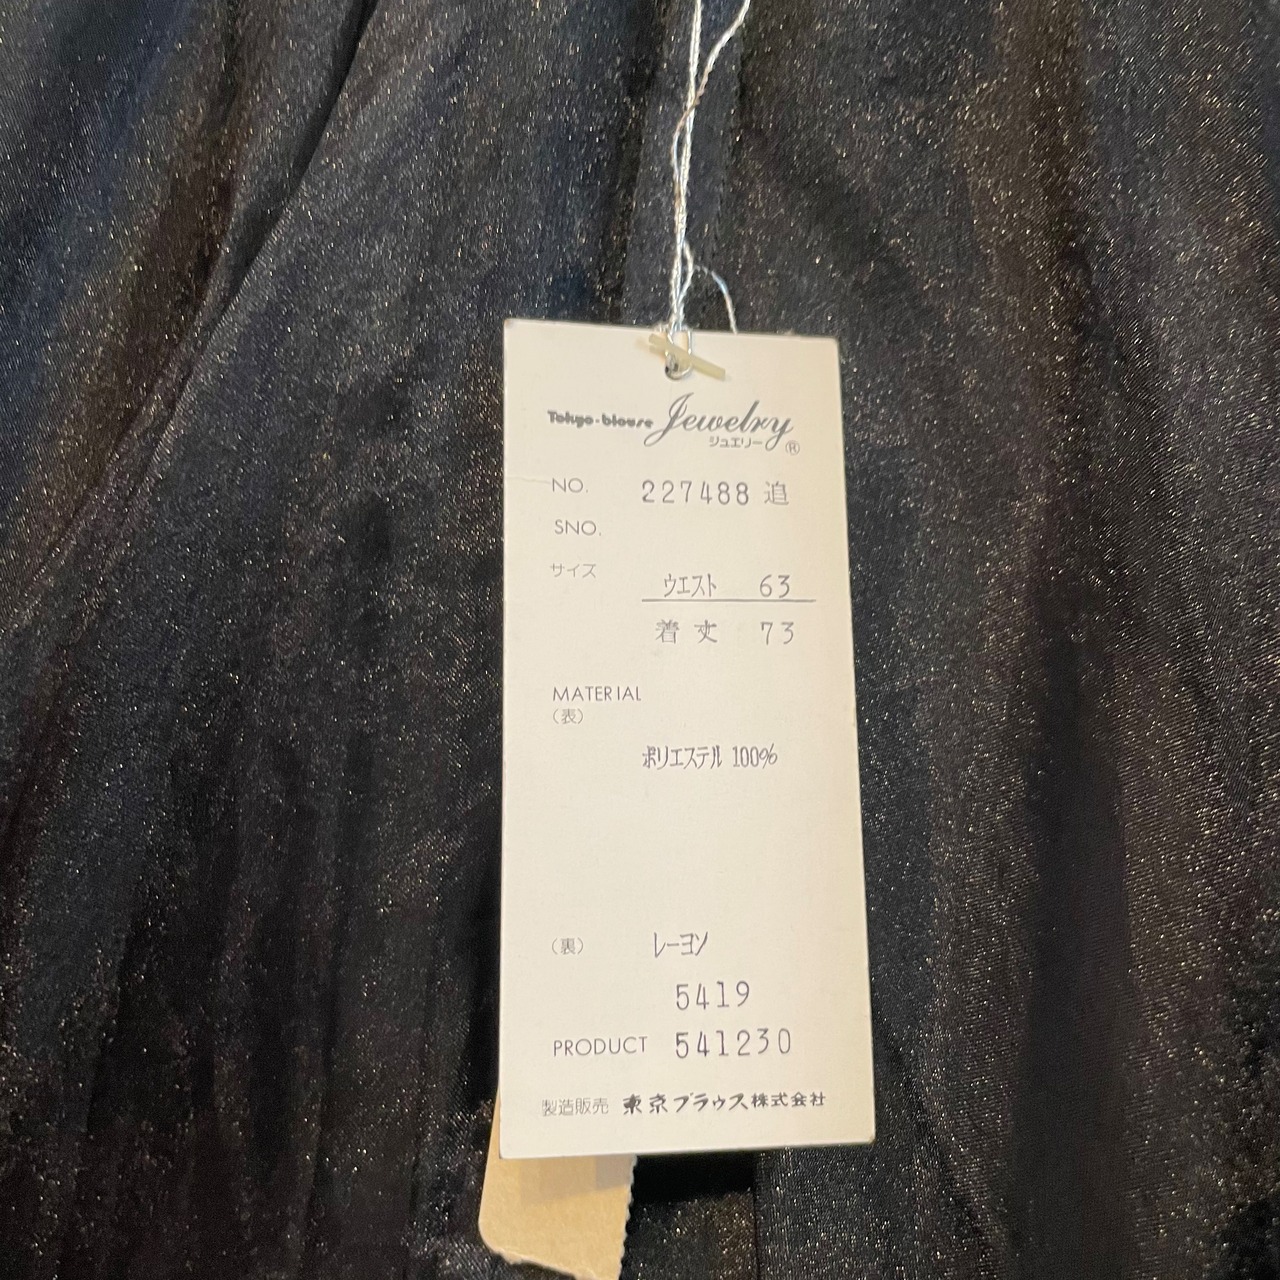 Tokyo-blouse Jewelry
ジュエリー ®
NO. 227488 追
SNO.
サイズ
ウエスト 63
着丈 73
MATERIAL
(表)
ポリエステル 100%
(裏) レーヨン
5419
PRODUCT 541230
製造販売 東京ブラウス株式会社